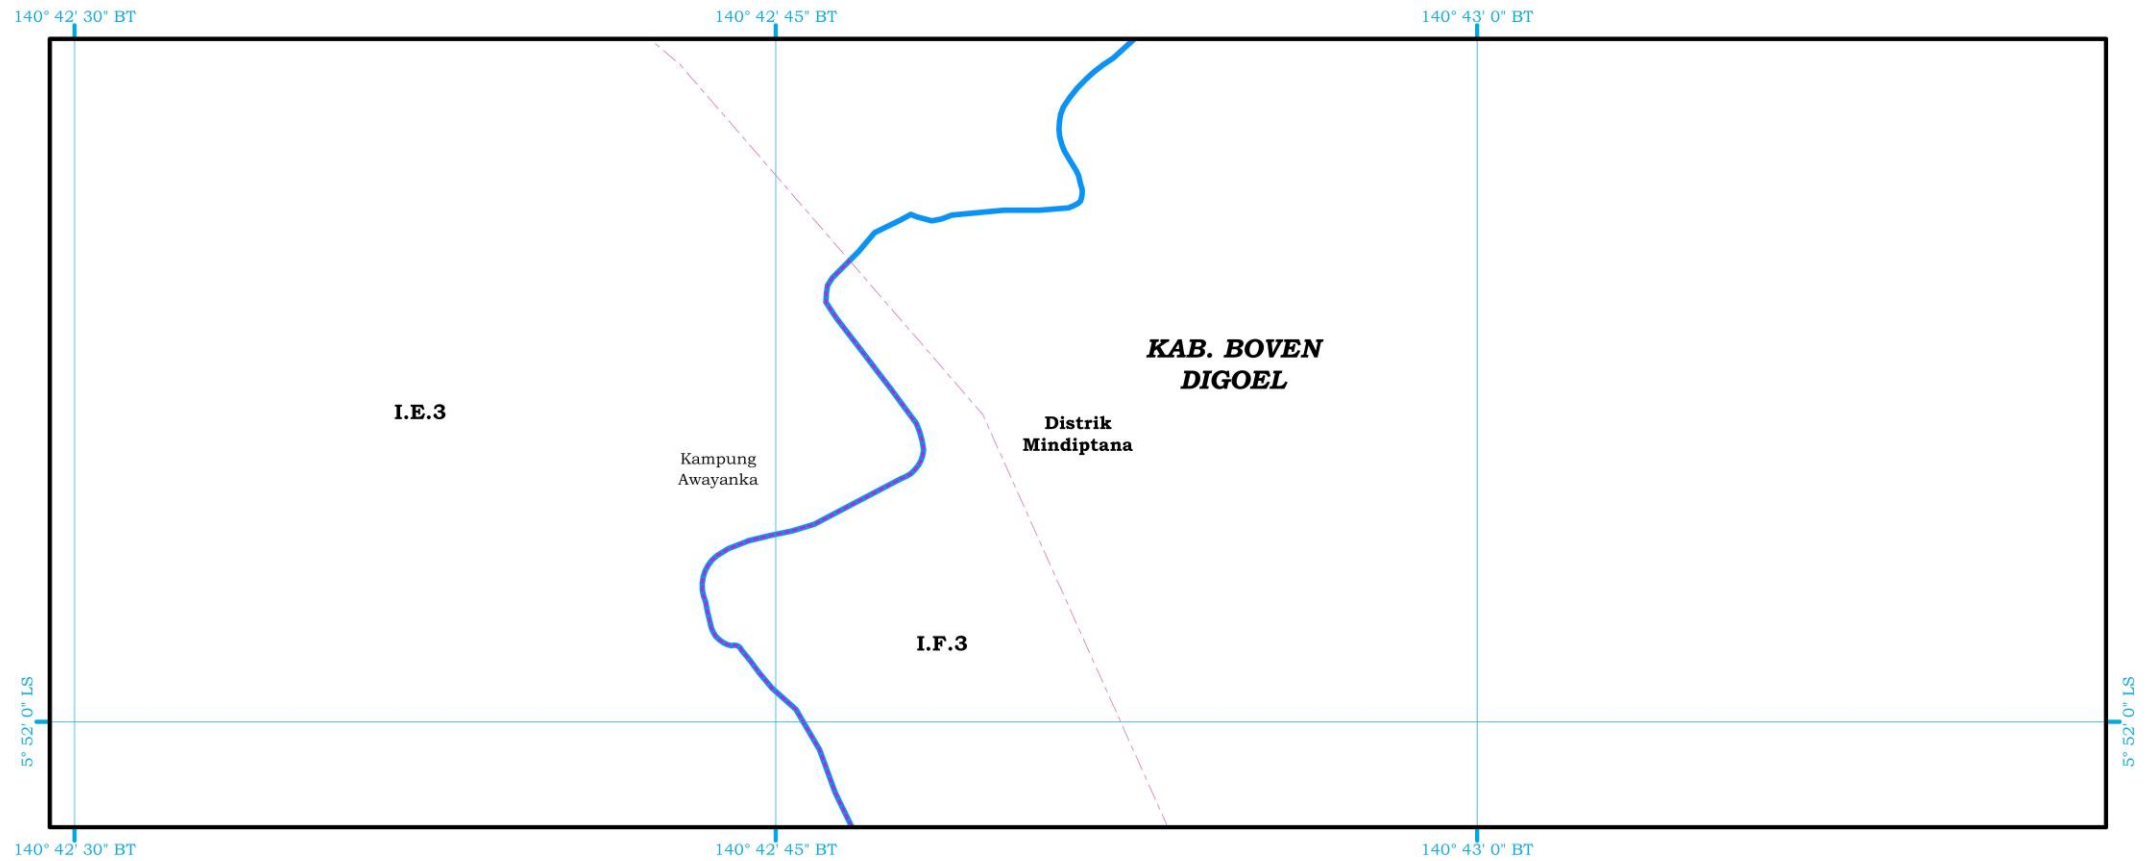 140° 42' 30" BT
140° 42' 45" BT
140° 43' 0" BT
KAB. BOVEN
DIGOEL
I.E.3
Distrik
Mindiptana
Kampung
Awayanka
I.F.3
5° 52' 0" LS
5° 52' 0" LS
140° 42' 30" BT
140° 42' 45" BT
140° 43' 0" BT